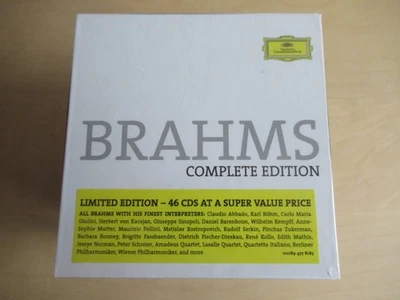 Deutsche
Grammophon
BRAHMS
COMPLETE EDITION
LIMITED EDITION – 46 CDS AT A SUPER VALUE PRICE
ALL BRAHMS WITH HIS FINEST INTERPRETERS: Claudio Abbado, Karl Böhm, Carlo Maria
Giulini, Herbert von Karajan, Giuseppe Sinopoli, Daniel Barenboim, Wilhelm Kempff, Anne-
Sophie Mutter, Maurizio Pollini, Mstislav Rostropovich, Rudolf Serkin, Pinchas Zukerman,
Barbara Bonney, Brigitte Fassbaender, Dietrich Fischer-Dieskau, René Kollo, Edith Mathis,
Jessye Norman, Peter Schreier, Amadeus Quartet, Lasalle Quartet, Quartetto Italiano, Berliner
Philharmoniker, Wiener Philharmoniker, and more
00289 477 8183